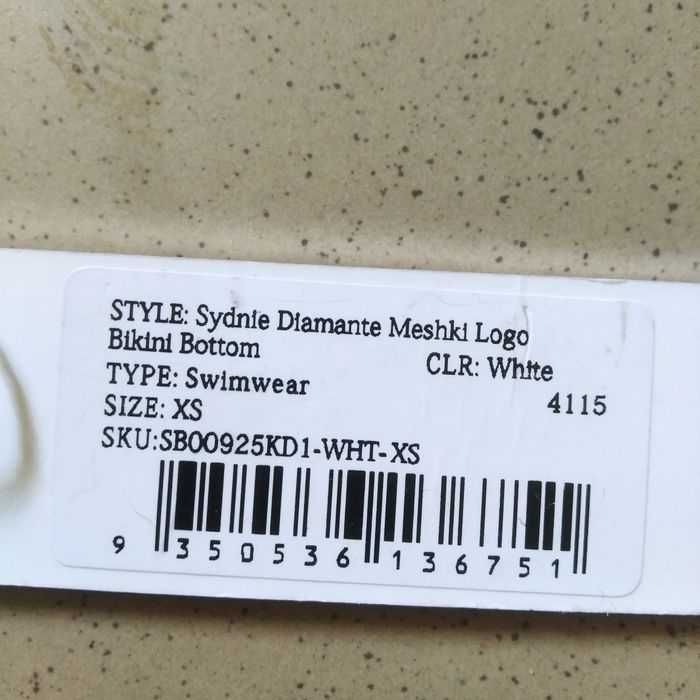 STYLE: Sydnie Diamante Meshki Logo
Bikini Bottom
CLR: White
TYPE: Swimwear
4115
SIZE: XS
SKU:SB00925KD1-WHT-XS
9 350536 136751